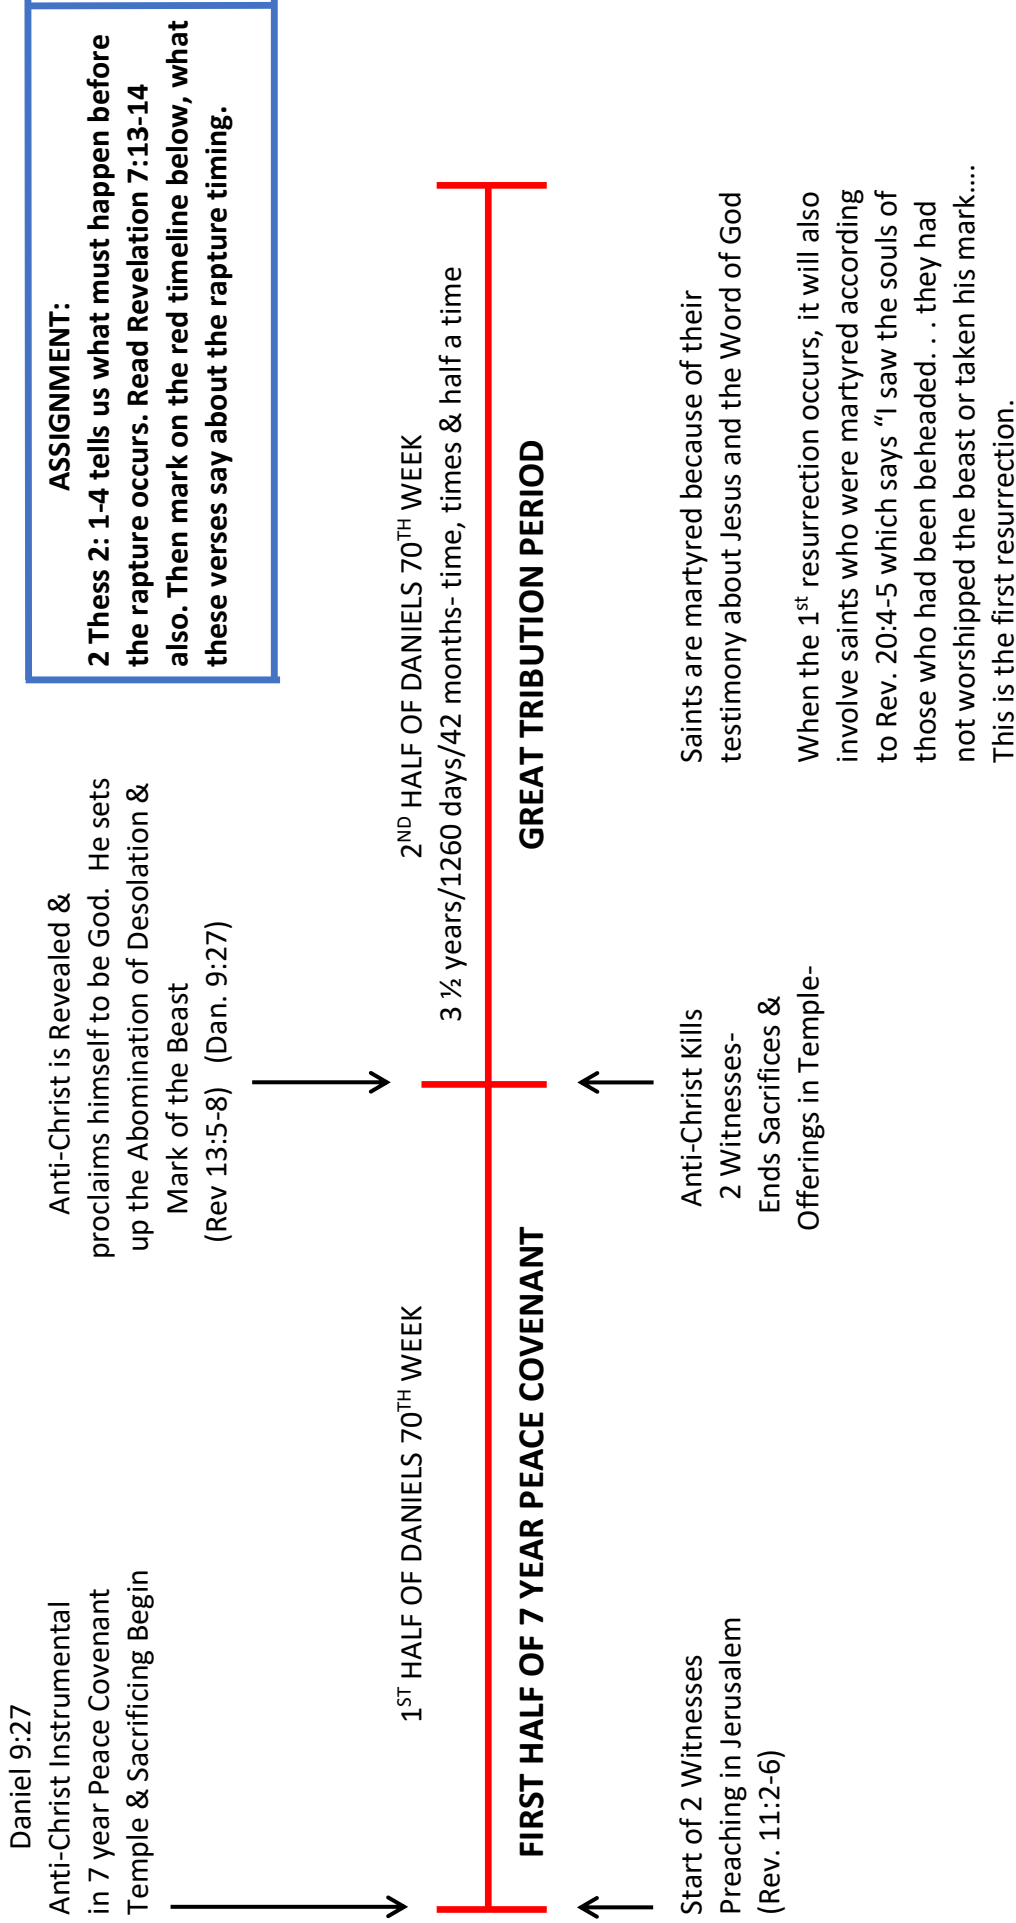 Daniel 9:27
Anti-Christ Instrumental
in 7 year Peace Covenant
Temple & Sacrificing Begin
Anti-Christ is Revealed &
proclaims himself to be God. He sets
up the Abomination of Desolation &
Mark of the Beast
(Rev 13:5-8) (Dan. 9:27)
ASSIGNMENT:
2 Thess 2: 1-4 tells us what must happen before
the rapture occurs. Read Revelation 7:13-14
also. Then mark on the red timeline below, what
these verses say about the rapture timing.
1ST HALF OF DANIELS 70TH WEEK
2ND HALF OF DANIELS 70TH WEEK
3 ½ years/1260 days/42 months- time, times & half a time
FIRST HALF OF 7 YEAR PEACE COVENANT
GREAT TRIBUTION PERIOD
Start of 2 Witnesses
Preaching in Jerusalem
(Rev. 11:2-6)
Anti-Christ Kills
2 Witnesses-
Ends Sacrifices &
Offerings in Temple-
Saints are martyred because of their
testimony about Jesus and the Word of God
When the 1st resurrection occurs, it will also
involve saints who were martyred according
to Rev. 20:4-5 which says “I saw the souls of
those who had been beheaded. . . they had
not worshipped the beast or taken his mark....
This is the first resurrection.